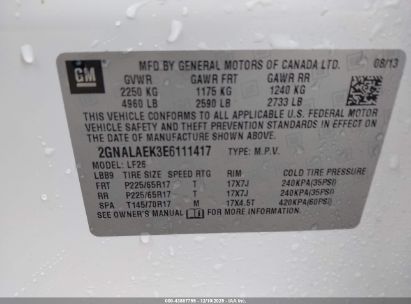 GM
MFD BY GENERAL MOTORS OF CANADA LTD. 08/13
GVWR GAWR FRT GAWR RR
2250 KG 1175 KG 1240 KG
4960 LB 2590 LB 2733 LB
THIS VEHICLE CONFORMS TO ALL APPLICABLE U.S. FEDERAL MOTOR
VEHICLE SAFETY AND THEFT PREVENTION STANDARDS IN
EFFECT ON THE DATE OF MANUFACTURE
SHOWN ABOVE.
2GNALAEK3E6111417 TYPE: M.P.V.
MODEL: LF26
LBB9 TIRE SIZE SPEED RTG RIM COLD TIRE PRESSURE
FRT P225/65R17 T 17X7J 240KPA(35PSI)
RR P225/65R17 T 17X7J 240KPA(35PSI)
SPA T145/70R17 M 17X4.5T 420KPA(60PSI)
SEE OWNER'S MANUAL FOR MORE INFORMATION